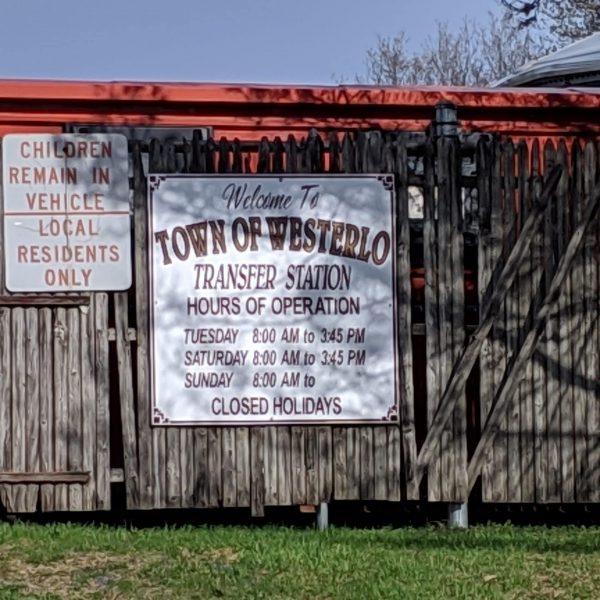 CHILDREN
REMAIN IN
VEHICLE
LOCAL
RESIDENTS
ONLY
Welcome To
TOWN OF WESTERLO
TRANSFER STATION
HOURS OF OPERATION
TUESDAY 8:00 AM to 3:45 PM
SATURDAY 8:00 AM to 3:45 PM
SUNDAY 8:00 AM to
CLOSED HOLIDAYS